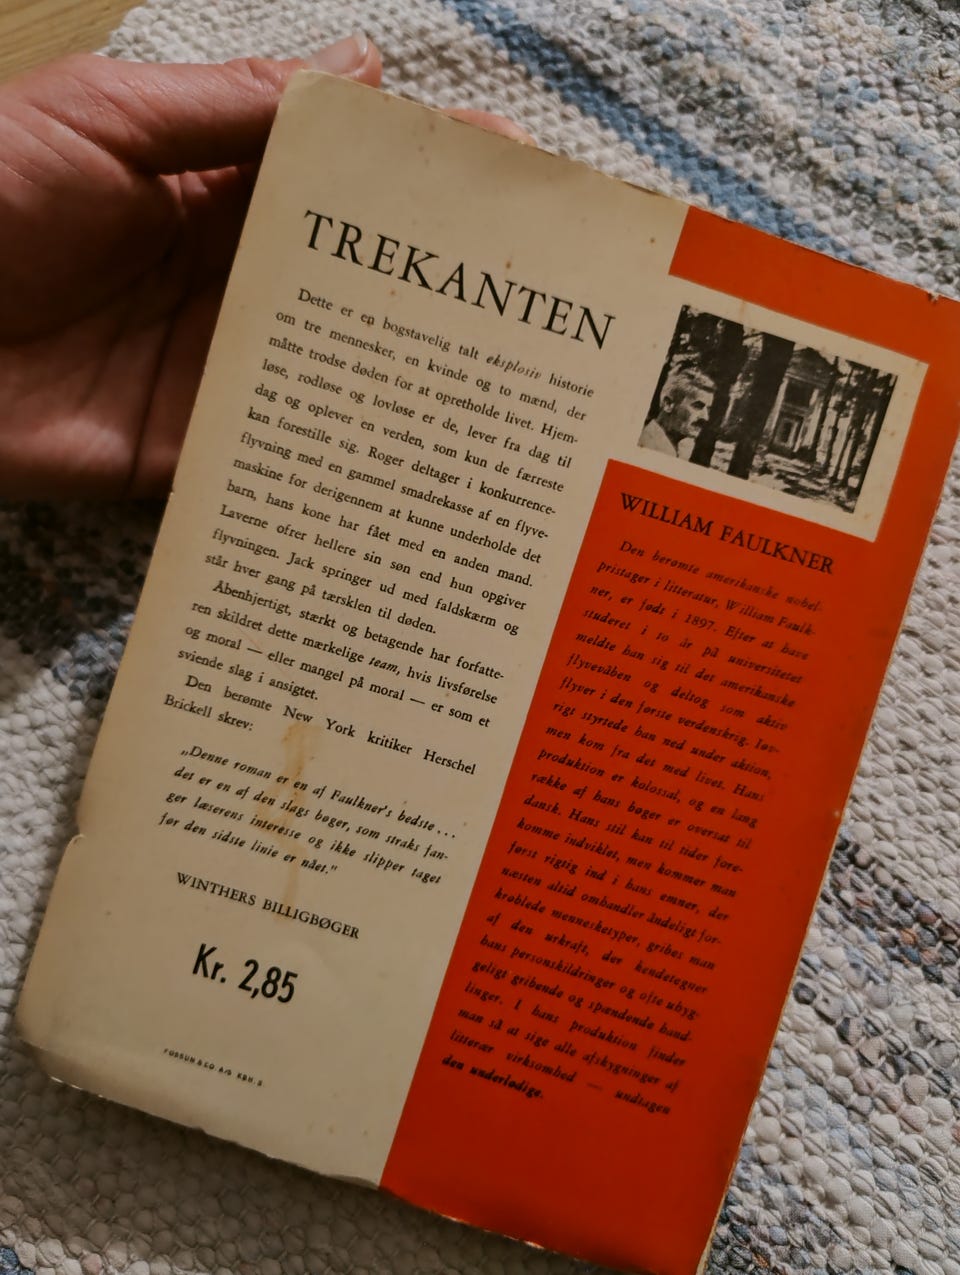 TREKANTEN
Dette er en bogstavelig talt eksplosiv historie
om tre mennesker, en kvinde og to mænd, der
måtte trodse døden for at opretholde livet. Hjem-
løse, rodløse og lovløse er de, lever fra dag til
dag og oplever en verden, som kun de færreste
kan forestille sig. Roger deltager i konkurrence-
flyvning med en gammel smadrekasse af en flyve-
maskine for derigennem at kunne underholde det
barn, hans kone har fået med en anden mand.
Laverne ofrer hellere sin søn end hun opgiver
flyvningen. Jack springer ud med faldskærm og
står hver gang på tærsklen til døden.
Åbenhjertigt, stærkt og betagende har forfatte-
ren skildret dette mærkelige team, hvis livsførelse
og moral — eller mangel på moral — er som et
sviende slag i ansigtet.
Den berømte New York kritiker Herschel
Brickell skrev:
„Denne roman er en af Faulkner's bedste...
det er en af den slags bøger, som straks fan-
ger læserens interesse og ikke slipper taget
før den sidste linie er nået."
WINTHERS BILLIGBØGER
Kr. 2,85
FORSUM & CO A/S KBH. S
WILLIAM FAULKNER
Den berømte amerikanske nobel-
pristager i litteratur, William Faulk-
ner, er født i 1897. Efter at have
studeret i to år på universitetet
meldte han sig til det amerikanske
flyvevåben og deltog som aktiv
flyver i den første verdenskrig. Iøv-
rigt styrtede han ned under aktion,
men kom fra det med livet. Hans
produktion er kolossal, og en lang
række af hans bøger er oversat til
dansk. Hans stil kan til tider fore-
komme indviklet, men kommer man
først rigtig ind i hans emner, der
næsten altid omhandler åndeligt for-
kroblede mennesketyper, gribes man
af den urkraft, der kendetegner
hans personskildringer og ofte uhyg-
geligt gribende og spændende hand-
linger. I hans produktion finder
man så at sige alle afskygninger af
litterær virksomhed — undtagen
den underlødige.